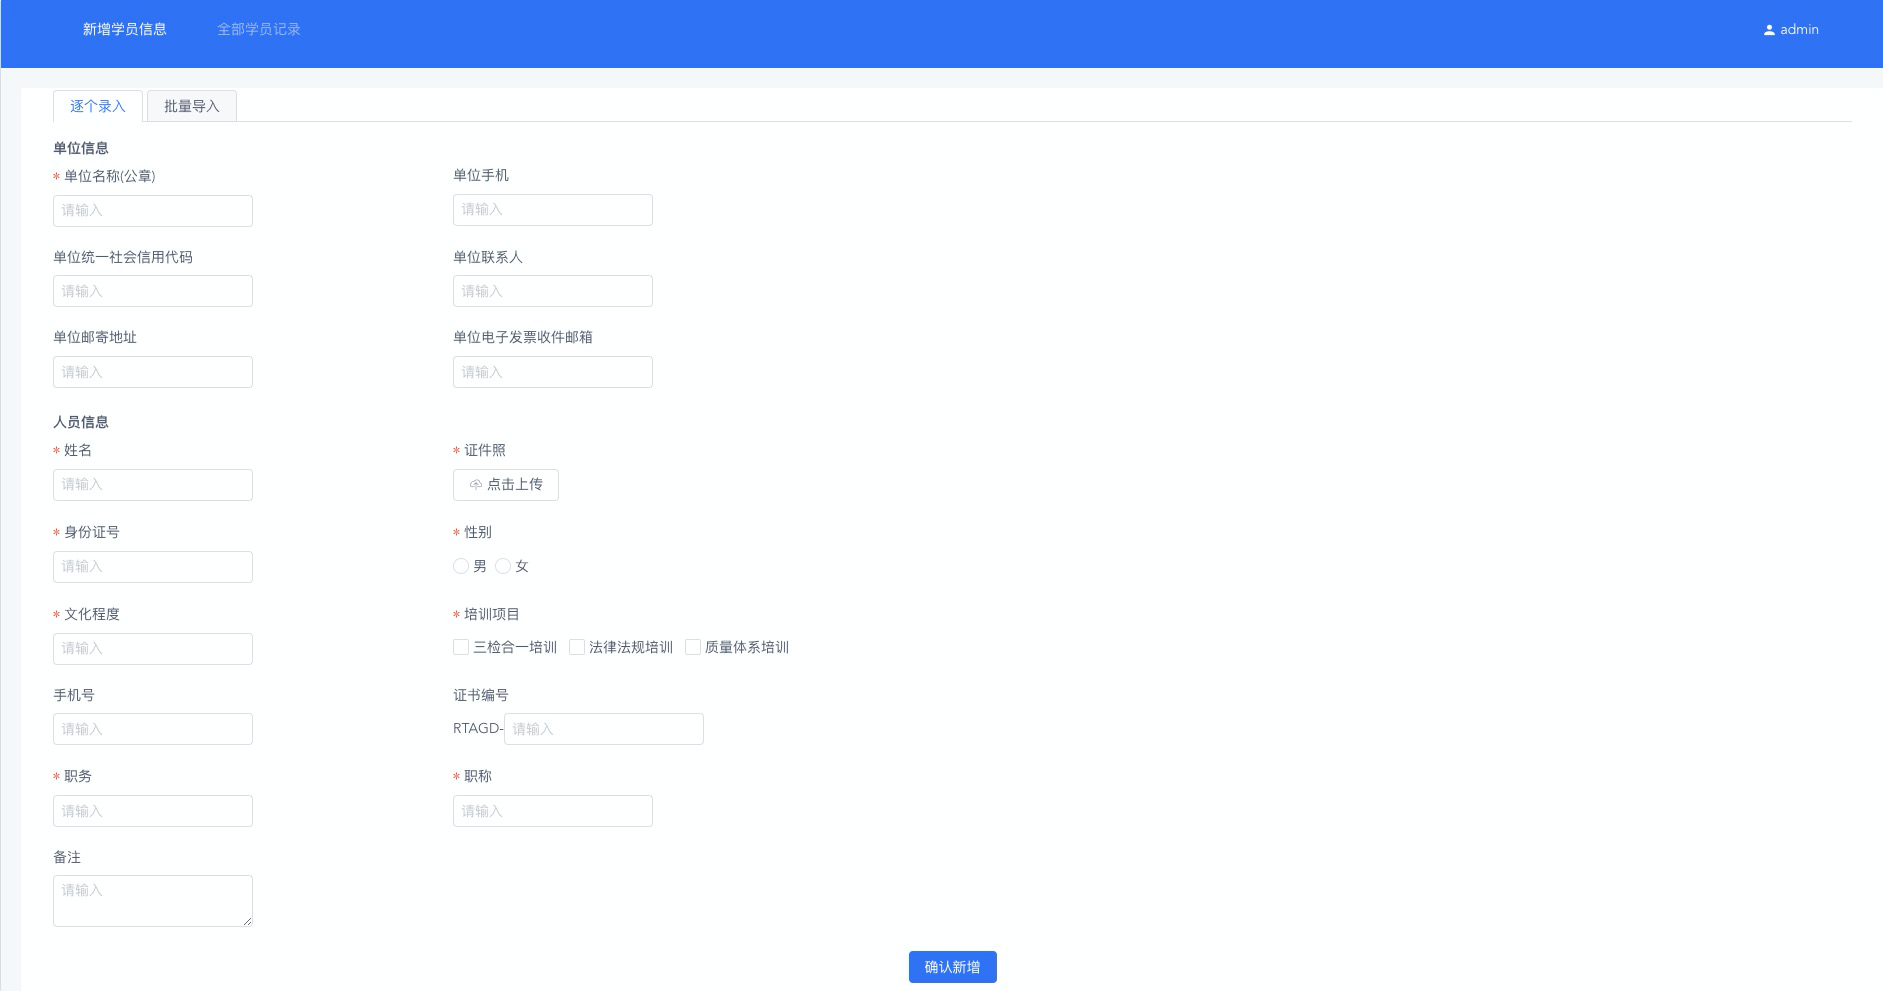 新增学员信息 全部学员记录 admin
逐个录入 批量导入
单位信息
* 单位名称(公章) 单位手机
请输入 请输入
单位统一社会信用代码 单位联系人
请输入 请输入
单位邮寄地址 单位电子发票收件邮箱
请输入 请输入
人员信息
* 姓名 * 证件照
请输入 点击上传
* 身份证号 * 性别
请输入 男 女
* 文化程度 * 培训项目
请输入 三检合一培训 法律法规培训 质量体系培训
手机号 证书编号
请输入 RTAGD- 请输入
* 职务 * 职称
请输入 请输入
备注
请输入
确认新增